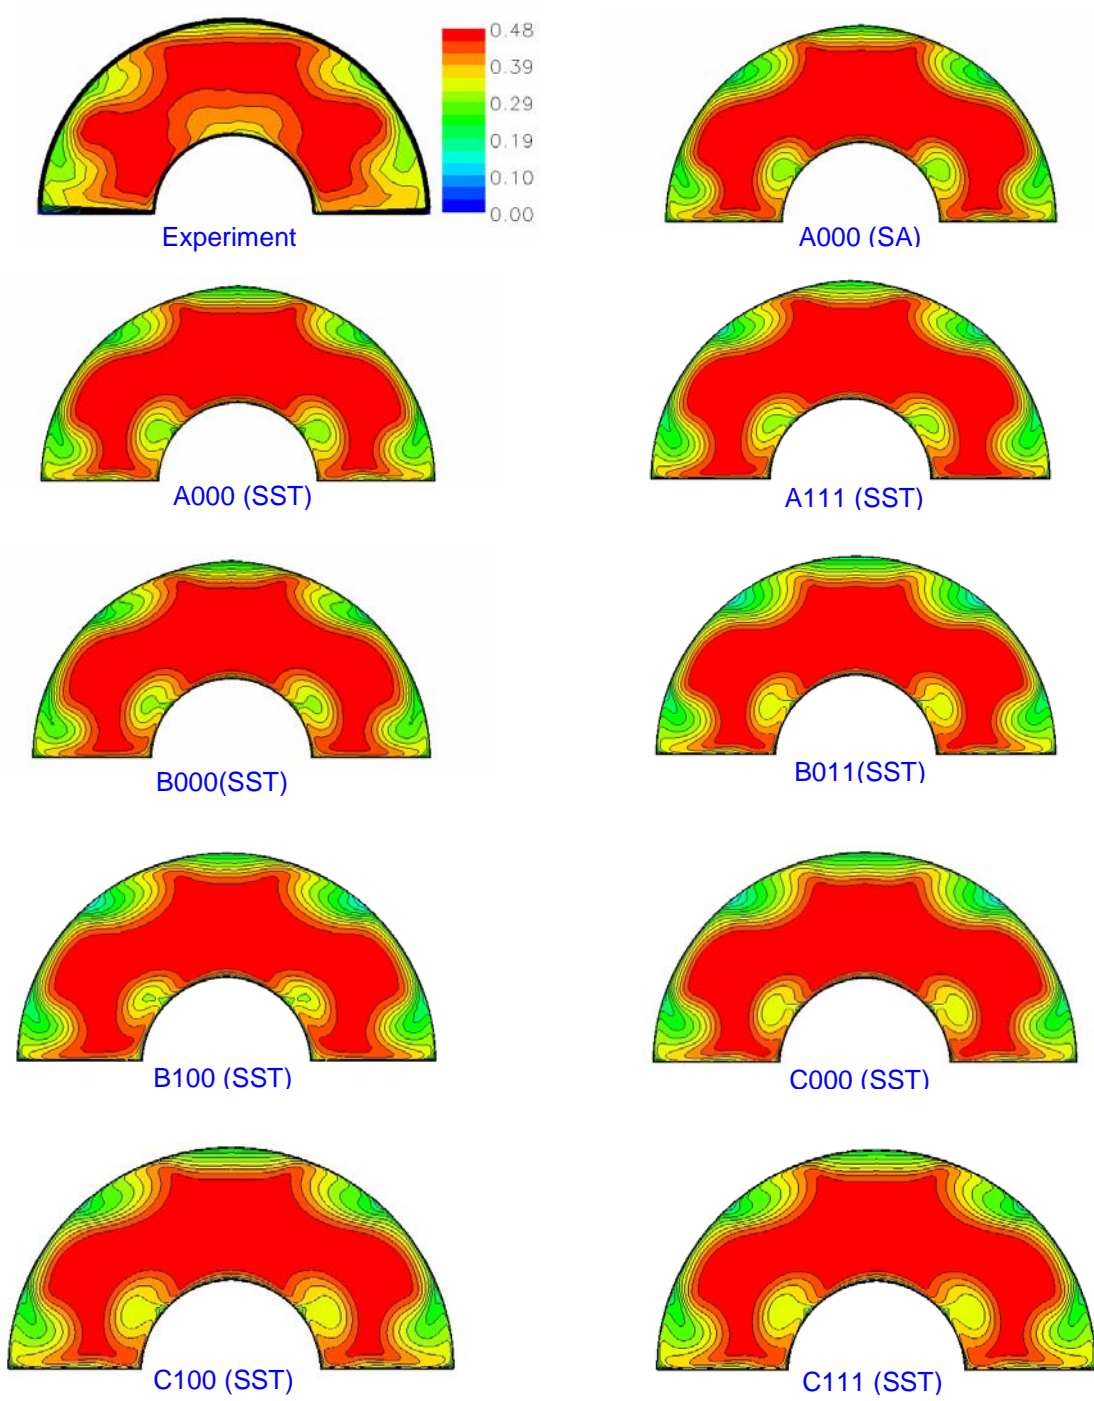 0.48
0.39
0.29
0.19
0.10
0.00
Experiment
A000 (SA)
A000 (SST)
A111 (SST)
B000(SST)
B011(SST)
B100 (SST)
C000 (SST)
C100 (SST)
C111 (SST)